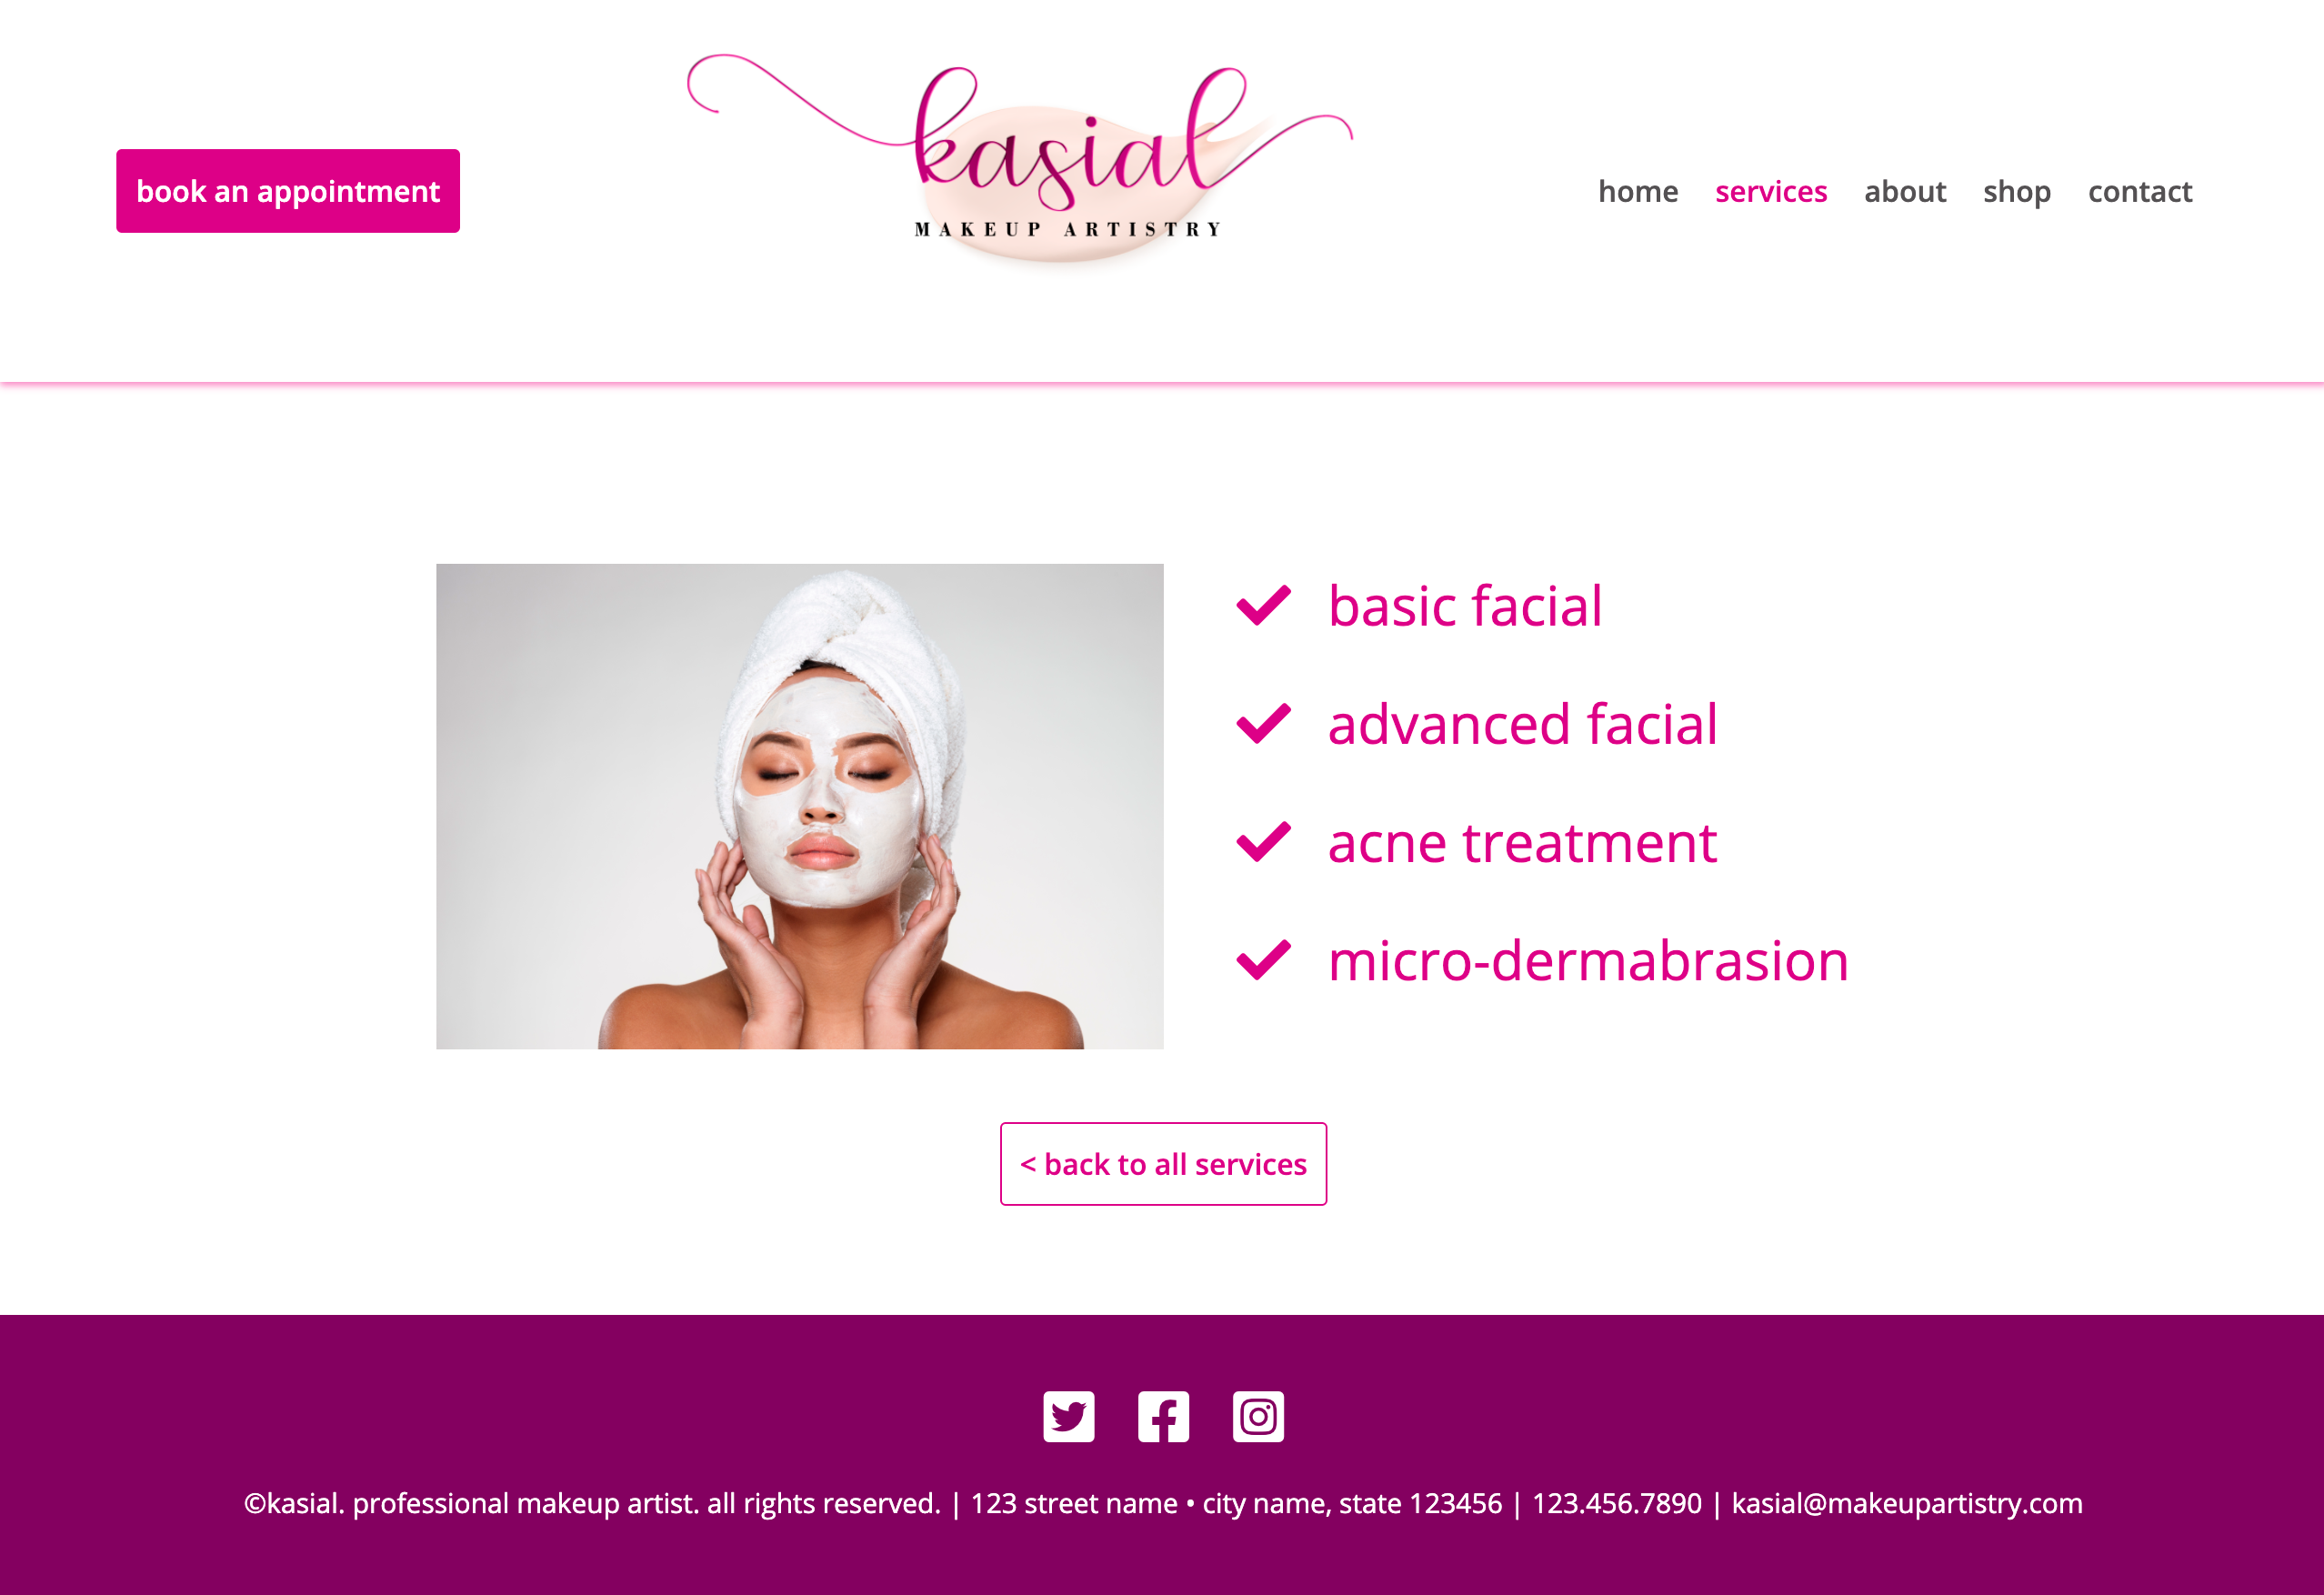 book an appointment
kasial
MAKEUP ARTISTRY
home services about shop contact
basic facial
advanced facial
acne treatment
micro-dermabrasion
< back to all services
©kasial. professional makeup artist. all rights reserved. | 123 street name • city name, state 123456 | 123.456.7890 | kasial@makeupartistry.com